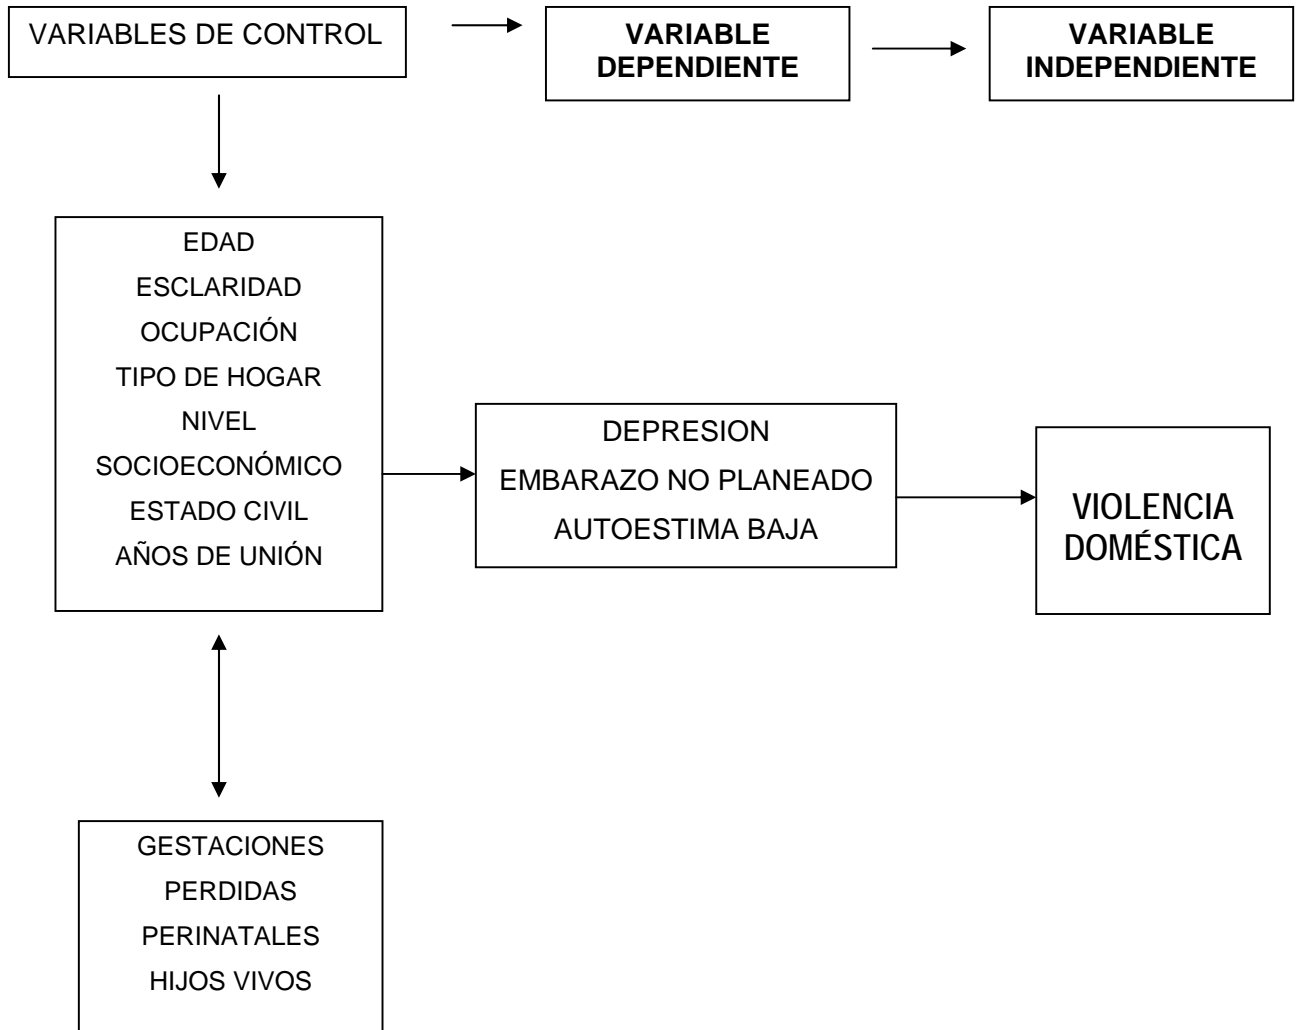 VARIABLES DE CONTROL
VARIABLE
DEPENDIENTE
VARIABLE
INDEPENDIENTE
EDAD
ESCLARIDAD
OCUPACIÓN
TIPO DE HOGAR
NIVEL
SOCIOECONÓMICO
ESTADO CIVIL
AÑOS DE UNIÓN
DEPRESION
EMBARAZO NO PLANEADO
AUTOESTIMA BAJA
VIOLENCIA
DOMÉSTICA
GESTACIONES
PERDIDAS
PERINATALES
HIJOS VIVOS